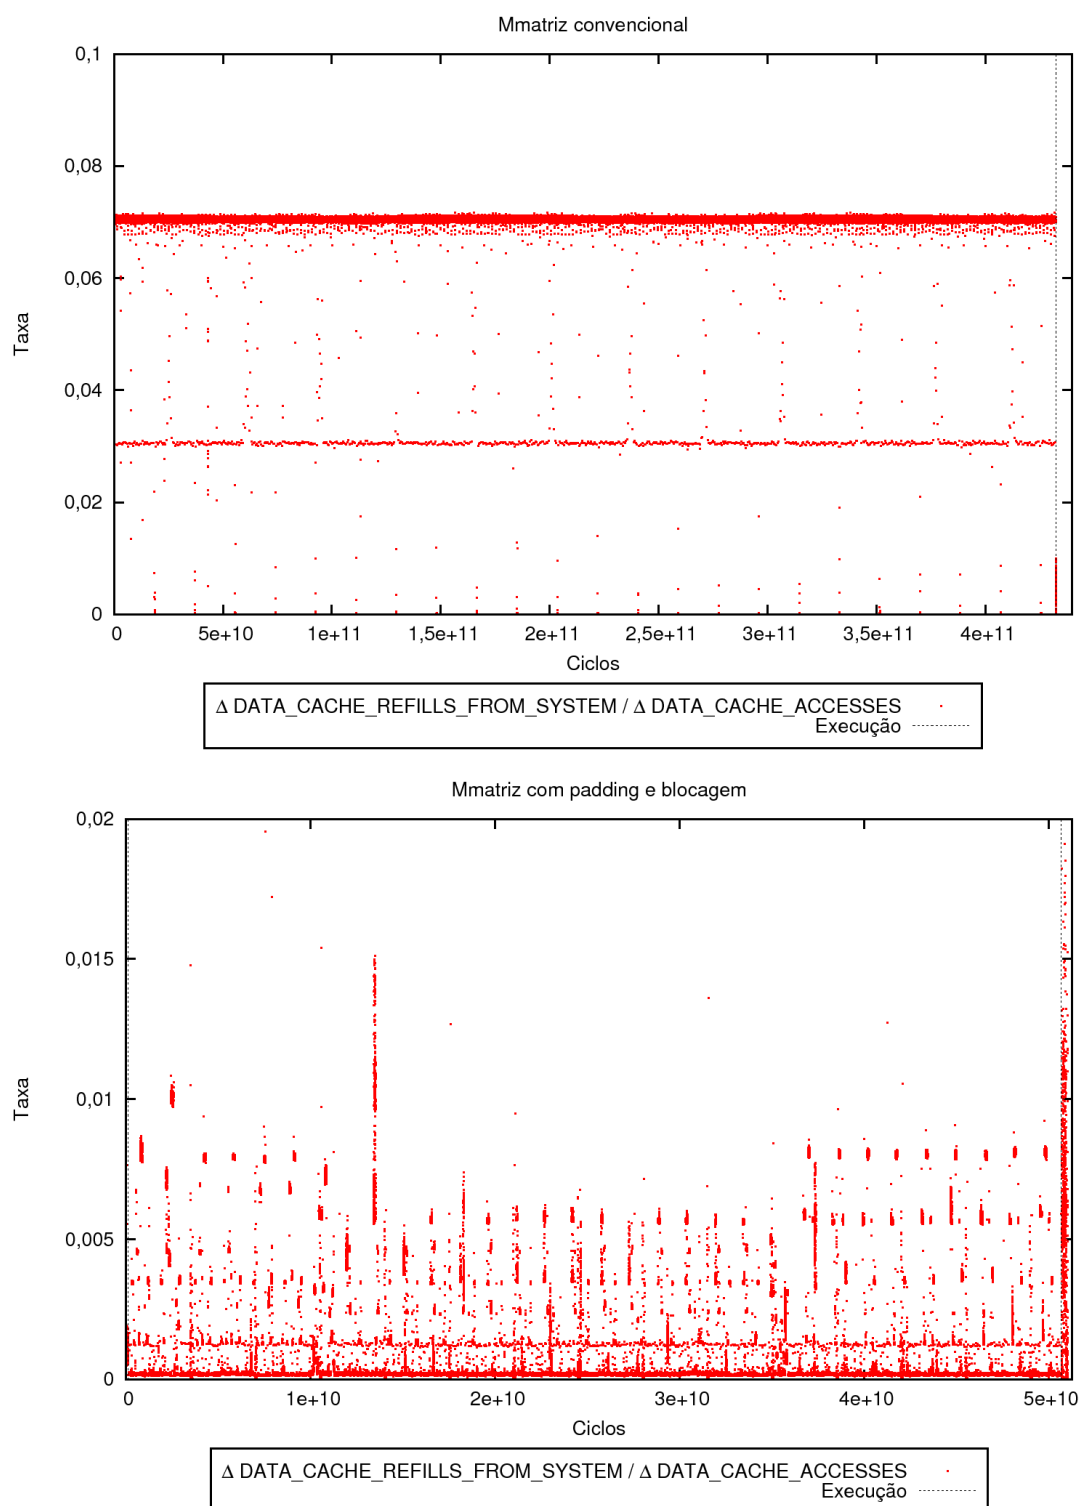 Mmatriz convencional
0,1
0,08
0,06
0,04
0,02
0
Taxa
0 5e+10 1e+11 1,5e+11 2e+11 2,5e+11 3e+11 3,5e+11 4e+11
Ciclos
Δ DATA_CACHE_REFILLS_FROM_SYSTEM / Δ DATA_CACHE_ACCESSES
Execução
Mmatriz com padding e blocagem
0,02
0,015
0,01
0,005
0
Taxa
0 1e+10 2e+10 3e+10 4e+10 5e+10
Ciclos
Δ DATA_CACHE_REFILLS_FROM_SYSTEM / Δ DATA_CACHE_ACCESSES
Execução